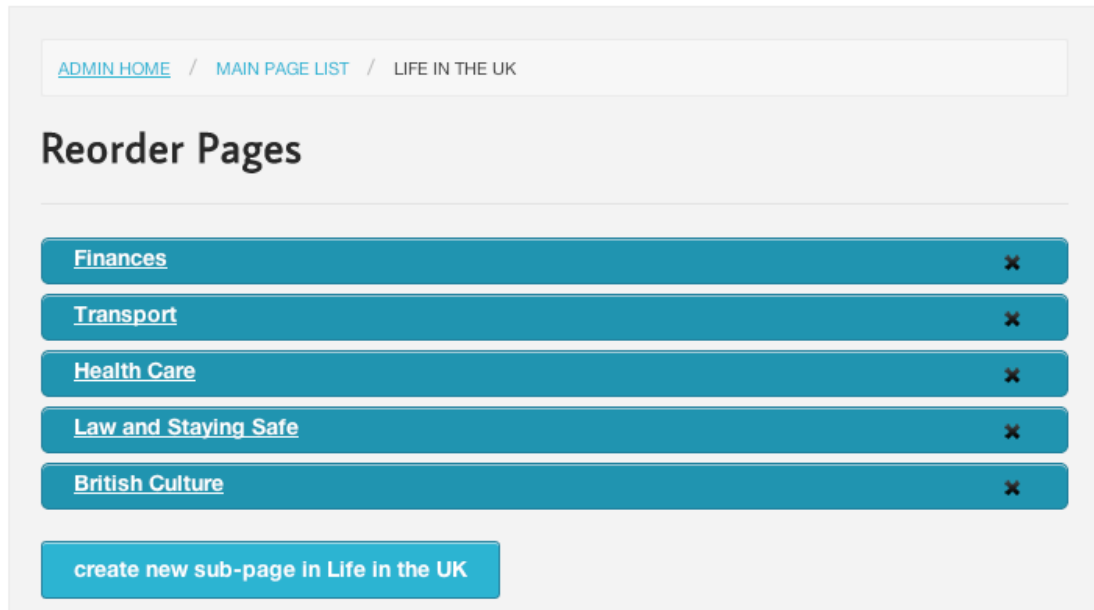 ADMIN HOME / MAIN PAGE LIST / LIFE IN THE UK
Reorder Pages
Finances
Transport
Health Care
Law and Staying Safe
British Culture
create new sub-page in Life in the UK